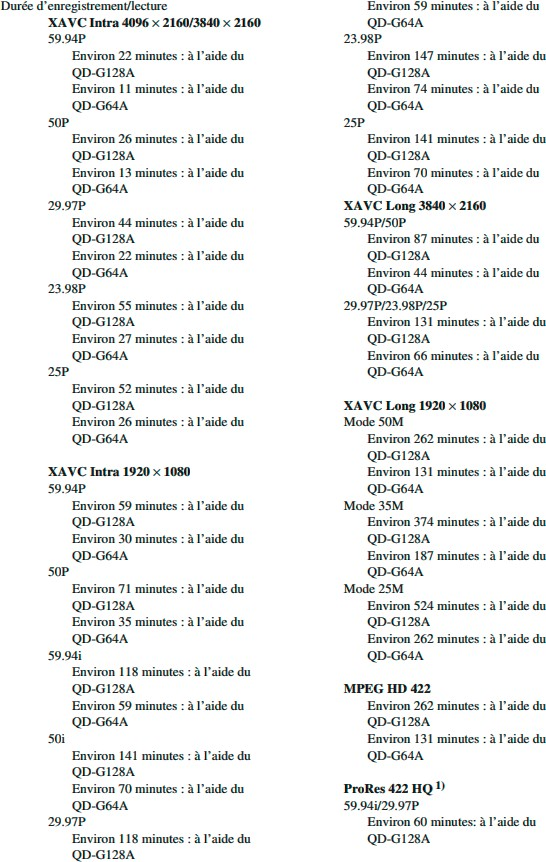 Durée d'enregistrement/lecture
XAVC Intra 4096 × 2160/3840 × 2160
59.94P
Environ 22 minutes : à l'aide du
QD-G128A
Environ 11 minutes : à l'aide du
QD-G64A
50P
Environ 26 minutes : à l'aide du
QD-G128A
Environ 13 minutes : à l'aide du
QD-G64A
29.97P
Environ 44 minutes : à l'aide du
QD-G128A
Environ 22 minutes : à l'aide du
QD-G64A
23.98P
Environ 55 minutes : à l'aide du
QD-G128A
Environ 27 minutes : à l'aide du
QD-G64A
25P
Environ 52 minutes : à l'aide du
QD-G128A
Environ 26 minutes : à l'aide du
QD-G64A
XAVC Intra 1920 × 1080
59.94P
Environ 59 minutes : à l'aide du
QD-G128A
Environ 30 minutes : à l'aide du
QD-G64A
50P
Environ 71 minutes : à l'aide du
QD-G128A
Environ 35 minutes : à l'aide du
QD-G64A
59.94i
Environ 118 minutes : à l'aide du
QD-G128A
Environ 59 minutes : à l'aide du
QD-G64A
50i
Environ 141 minutes : à l'aide du
QD-G128A
Environ 70 minutes : à l'aide du
QD-G64A
29.97P
Environ 118 minutes : à l'aide du
QD-G128A
Environ 59 minutes : à l'aide du
QD-G64A
23.98P
Environ 147 minutes : à l'aide du
QD-G128A
Environ 74 minutes : à l'aide du
QD-G64A
25P
Environ 141 minutes : à l'aide du
QD-G128A
Environ 70 minutes : à l'aide du
QD-G64A
XAVC Long 3840 × 2160
59.94P/50P
Environ 87 minutes : à l'aide du
QD-G128A
Environ 44 minutes : à l'aide du
QD-G64A
29.97P/23.98P/25P
Environ 131 minutes : à l'aide du
QD-G128A
Environ 66 minutes : à l'aide du
QD-G64A
XAVC Long 1920 × 1080
Mode 50M
Environ 262 minutes : à l'aide du
QD-G128A
Environ 131 minutes : à l'aide du
QD-G64A
Mode 35M
Environ 374 minutes : à l'aide du
QD-G128A
Environ 187 minutes : à l'aide du
QD-G64A
Mode 25M
Environ 524 minutes : à l'aide du
QD-G128A
Environ 262 minutes : à l'aide du
QD-G64A
MPEG HD 422
Environ 262 minutes : à l'aide du
QD-G128A
Environ 131 minutes : à l'aide du
QD-G64A
ProRes 422 HQ 1)
59.94i/29.97P
Environ 60 minutes: à l'aide du
QD-G128A